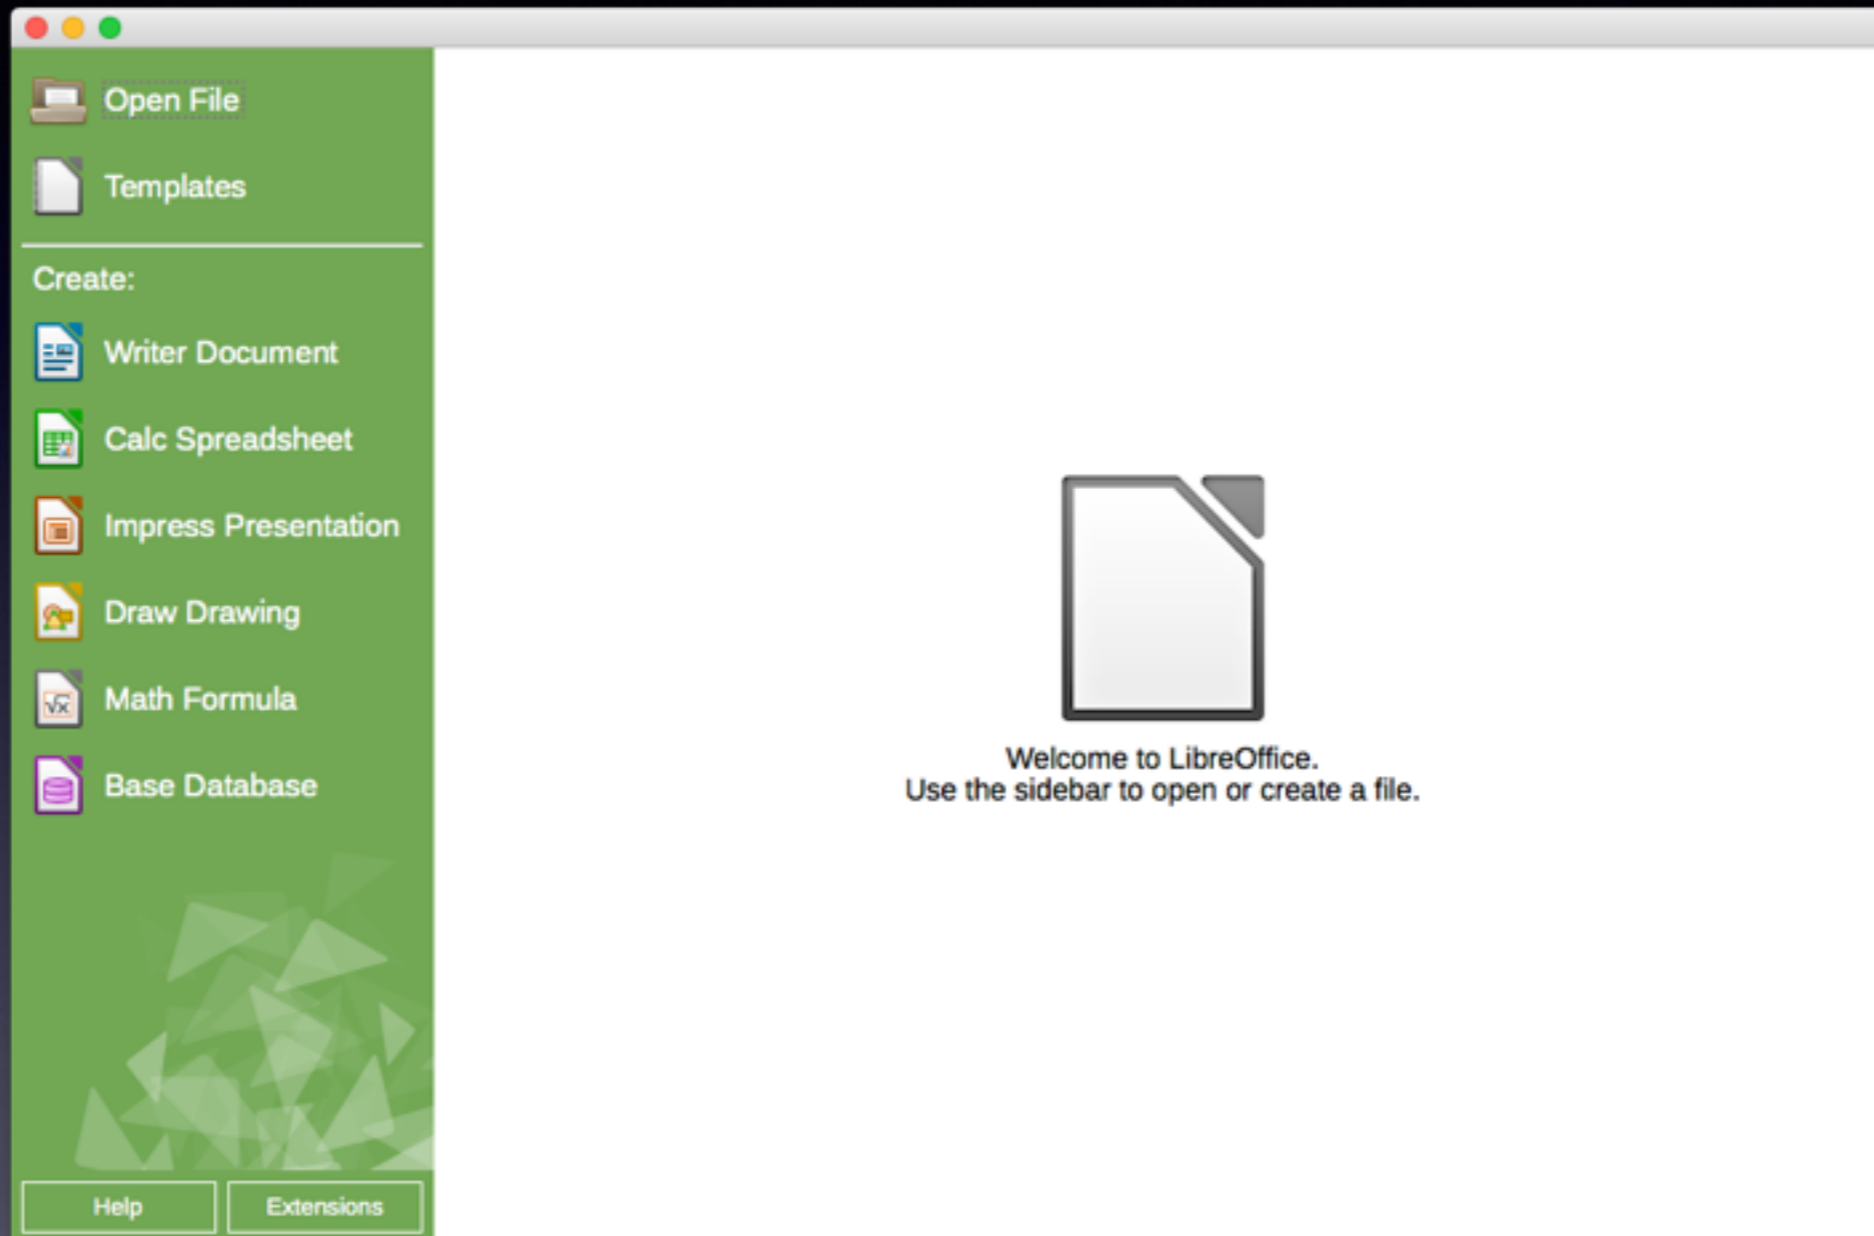 Open File
Templates
Create:
Writer Document
Calc Spreadsheet
Impress Presentation
Draw Drawing
Math Formula
Base Database
Help
Extensions
Welcome to LibreOffice.
Use the sidebar to open or create a file.